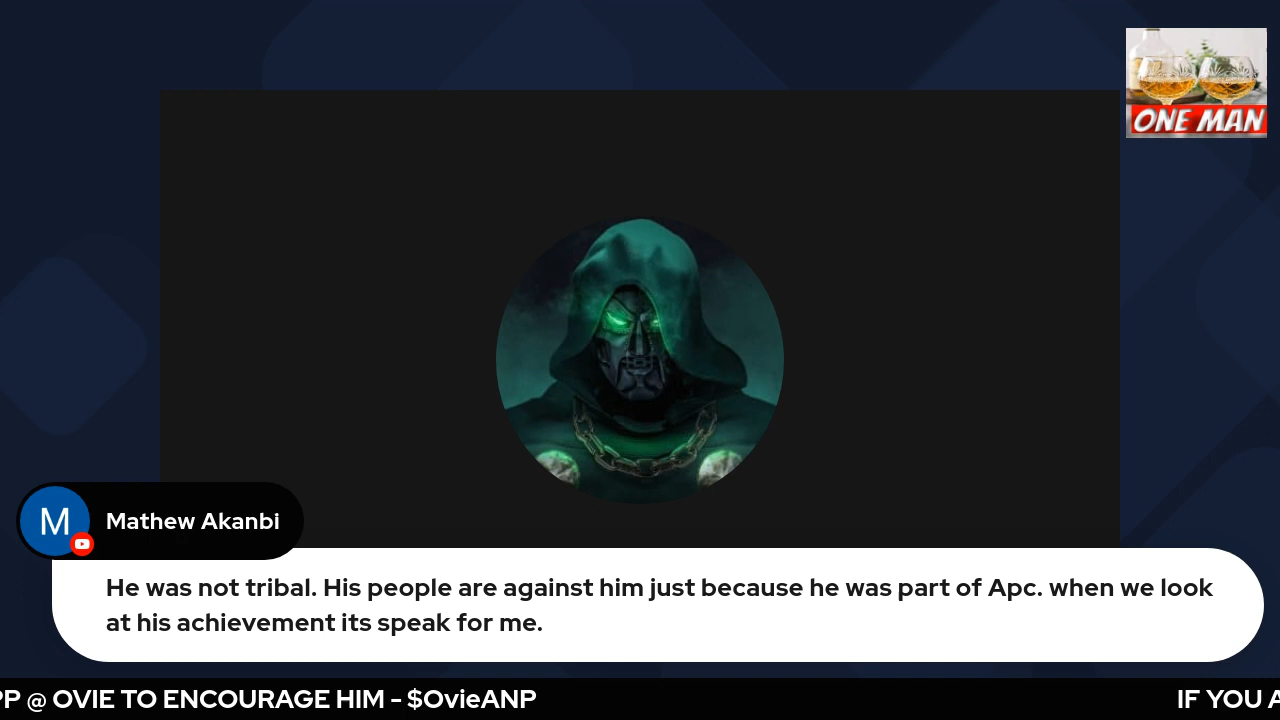 ONE MAN
M
Mathew Akanbi
He was not tribal. His people are against him just because he was part of Apc. when we look
at his achievement its speak for me.
PP @ OVIE TO ENCOURAGE HIM - $OvieANP
IF YOU A